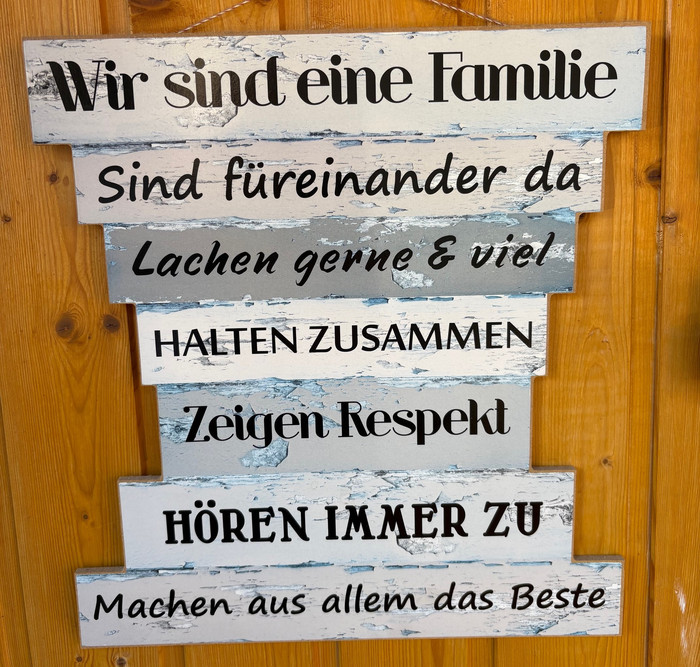 Wir sind eine Familie
Sind füreinander da
Lachen gerne & viel
HALTEN ZUSAMMEN
Zeigen Respekt
HÖREN IMMER ZU
Machen aus allem das Beste